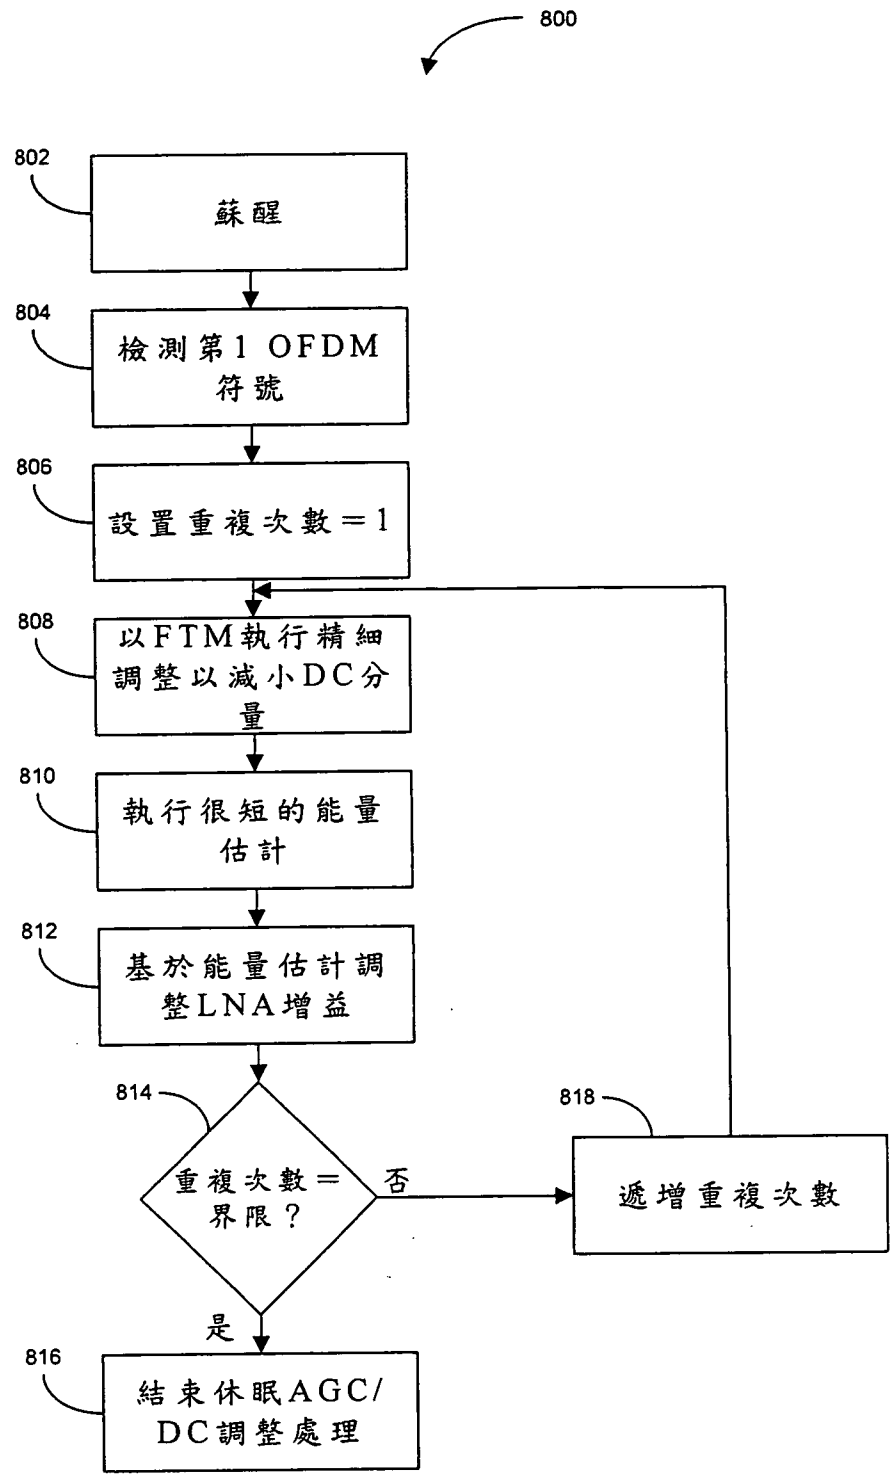 800
802
蘇醒
804
檢測第1 OFDM
符號
806
設置重複次數＝1
808
以FTM執行精細
調整以減小DC分
量
810
執行很短的能量
估計
812
基於能量估計調
整LNA增益
814
重複次數＝
界限？
否
818
遞增重複次數
是
816
結束休眠AGC/
DC調整處理